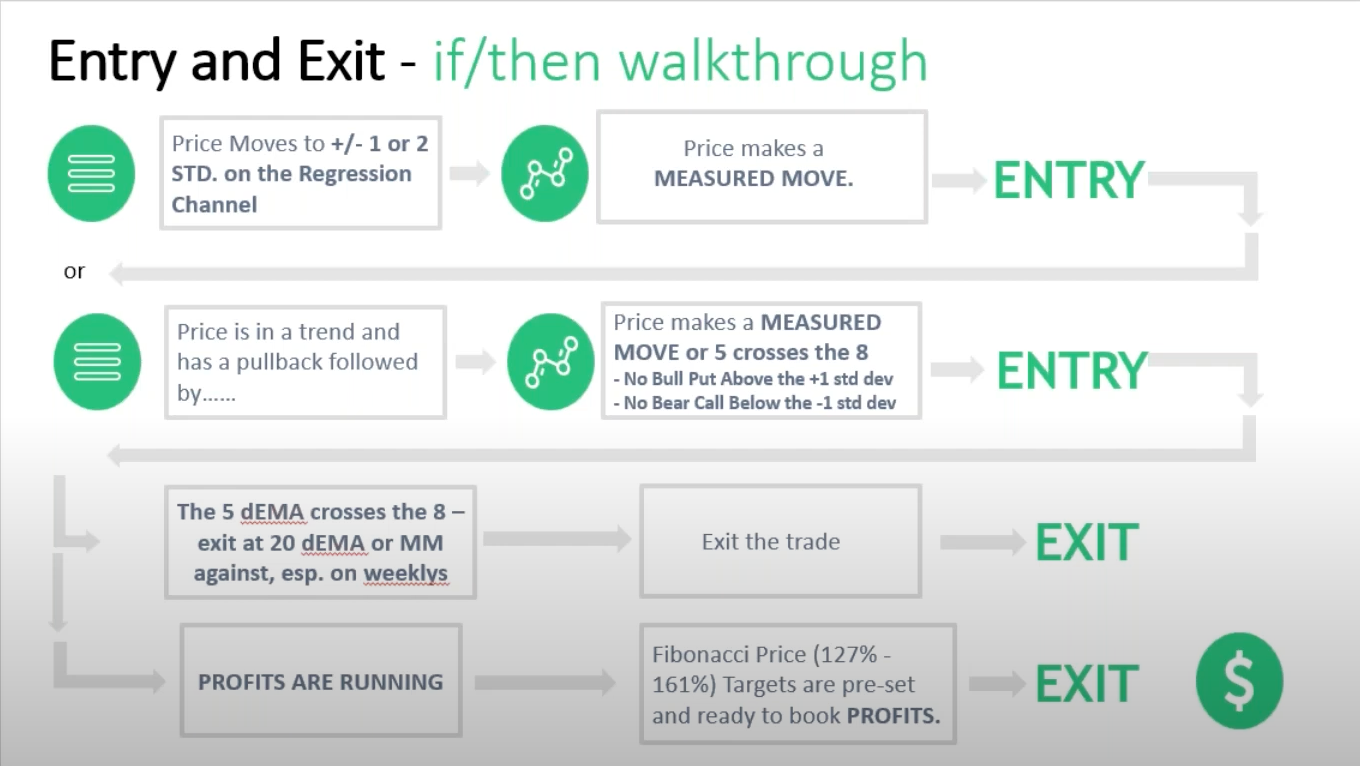 Entry and Exit - if/then walkthrough
Price Moves to +/- 1 or 2
STD. on the Regression
Channel
Price makes a
MEASURED MOVE.
ENTRY
or
Price is in a trend and
has a pullback followed
by……
Price makes a MEASURED
MOVE or 5 crosses the 8
- No Bull Put Above the +1 std dev
- No Bear Call Below the -1 std dev
ENTRY
The 5 dEMA crosses the 8 –
exit at 20 dEMA or MM
against, esp. on weeklys
Exit the trade
EXIT
PROFITS ARE RUNNING
Fibonacci Price (127% -
161%) Targets are pre-set
and ready to book PROFITS.
EXIT
$